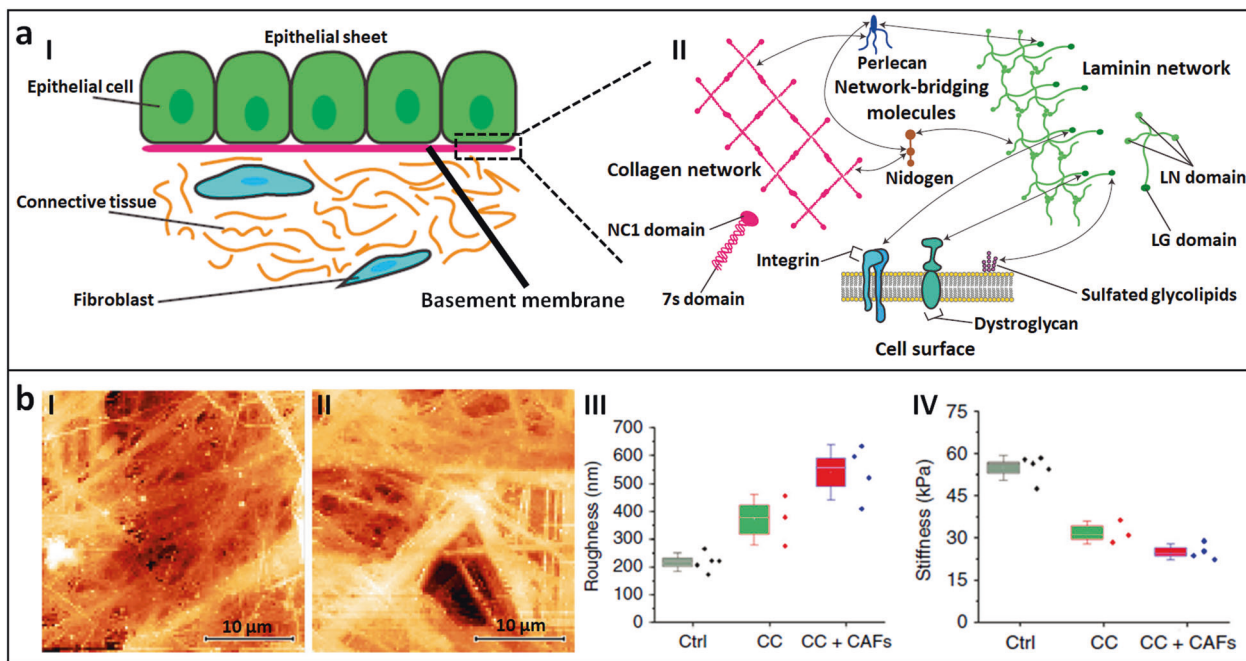 a
I
Epithelial sheet
Epithelial cell
Connective tissue
Fibroblast
Basement membrane
II
Perlecan
Network-bridging
molecules
Laminin network
Collagen network
Nidogen
LN domain
NC1 domain
LG domain
Integrin
7s domain
Sulfated glycolipids
Dystroglycan
Cell surface
b
I
10 µm
II
10 µm
III
Roughness (nm)
700
600
500
400
300
200
100
0
Ctrl
CC
CC + CAFs
IV
Stiffness (kPa)
75
60
45
30
15
0
Ctrl
CC
CC + CAFs